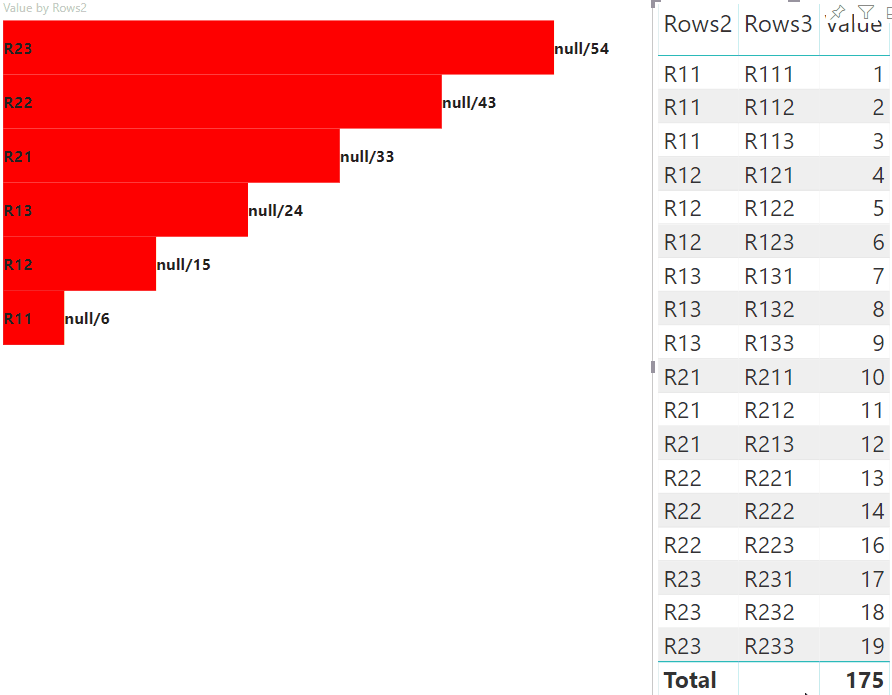 Value by Rows2
R23 null/54
R22 null/43
R21 null/33
R13 null/24
R12 null/15
R11 null/6
Rows2 Rows3 Value
R11 R111 1
R11 R112 2
R11 R113 3
R12 R121 4
R12 R122 5
R12 R123 6
R13 R131 7
R13 R132 8
R13 R133 9
R21 R211 10
R21 R212 11
R21 R213 12
R22 R221 13
R22 R222 14
R22 R223 16
R23 R231 17
R23 R232 18
R23 R233 19
Total 175